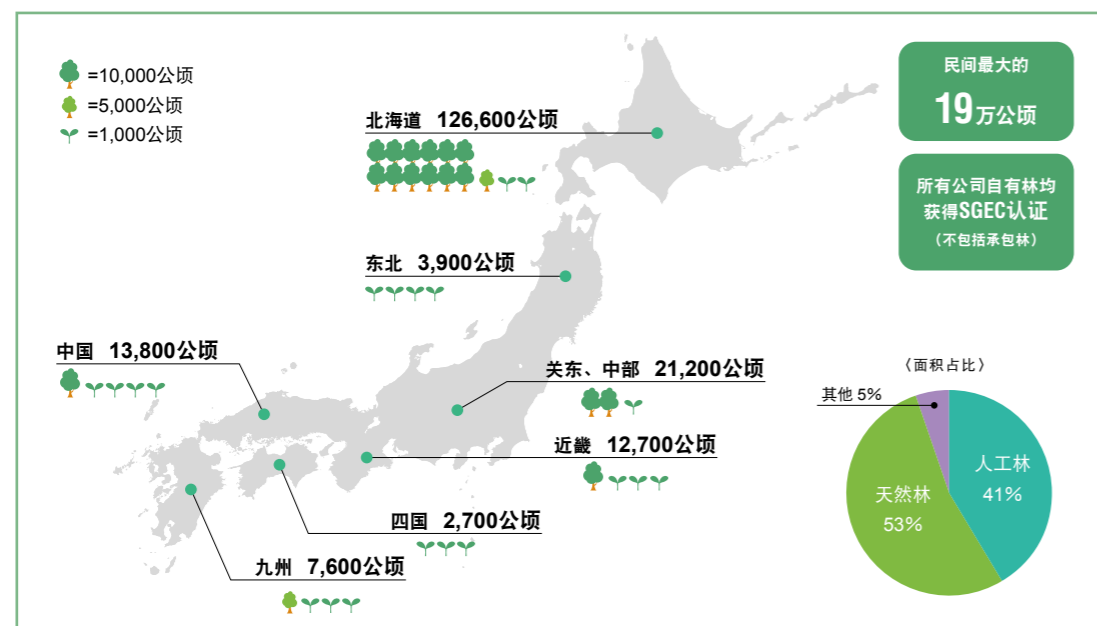 =10,000公顷
=5,000公顷
=1,000公顷
民间最大的
19万公顷
所有公司自有林均
获得SGEC认证
（不包括承包林）
北海道 126,600公顷
东北 3,900公顷
中国 13,800公顷
关东、中部 21,200公顷
近畿 12,700公顷
四国 2,700公顷
九州 7,600公顷
〈面积占比〉
其他 5%
人工林
41%
天然林
53%